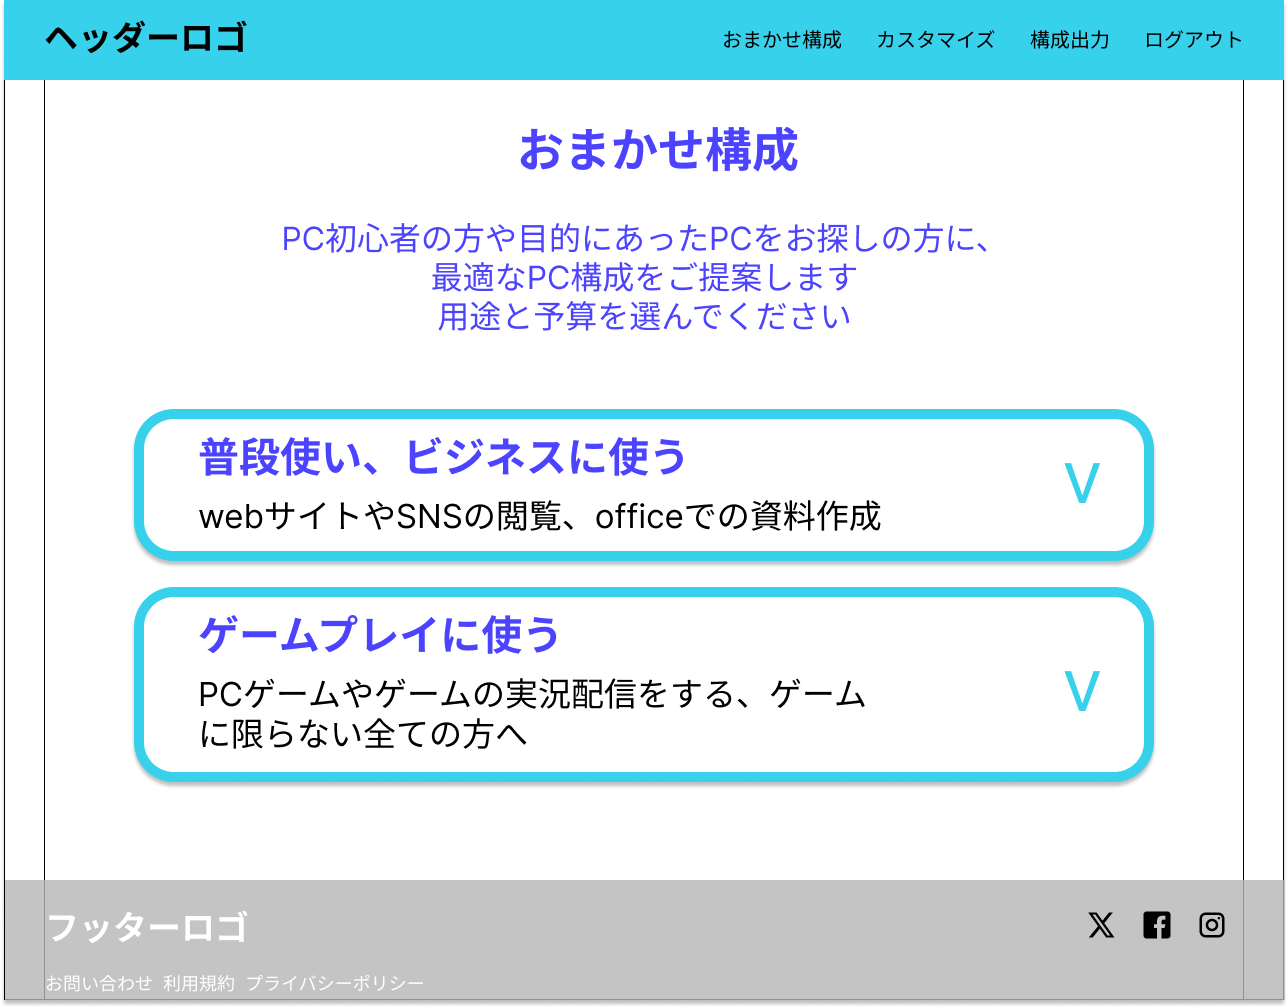 ヘッダーロゴ
おまかせ構成 カスタマイズ 構成出力 ログアウト
おまかせ構成
PC初心者の方や目的にあったPCをお探しの方に、
最適なPC構成をご提案します
用途と予算を選んでください
普段使い、ビジネスに使う
webサイトやSNSの閲覧、officeでの資料作成
V
ゲームプレイに使う
PCゲームやゲームの実況配信をする、ゲーム
に限らない全ての方へ
V
フッターロゴ
お問い合わせ 利用規約 プライバシーポリシー